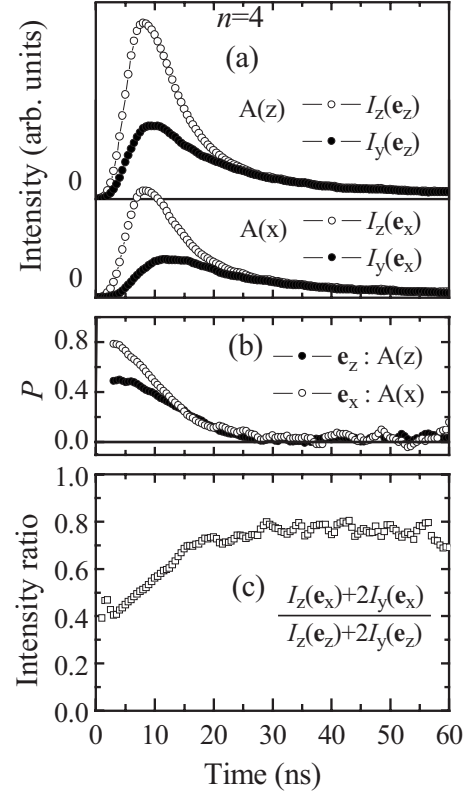 n=4
(a)
A(z) —○— I_z(e_z)
—●— I_y(e_z)
0
A(x) —○— I_z(e_x)
—●— I_y(e_x)
0
Intensity (arb. units)
(b)
—●— e_z : A(z)
—○— e_x : A(x)
0.8
0.4
0.0
P
1.0
0.8
0.6
0.4
0.2
0.0
Intensity ratio
(c)
I_z(e_x)+2I_y(e_x)
I_z(e_z)+2I_y(e_z)
0 10 20 30 40 50 60
Time (ns)